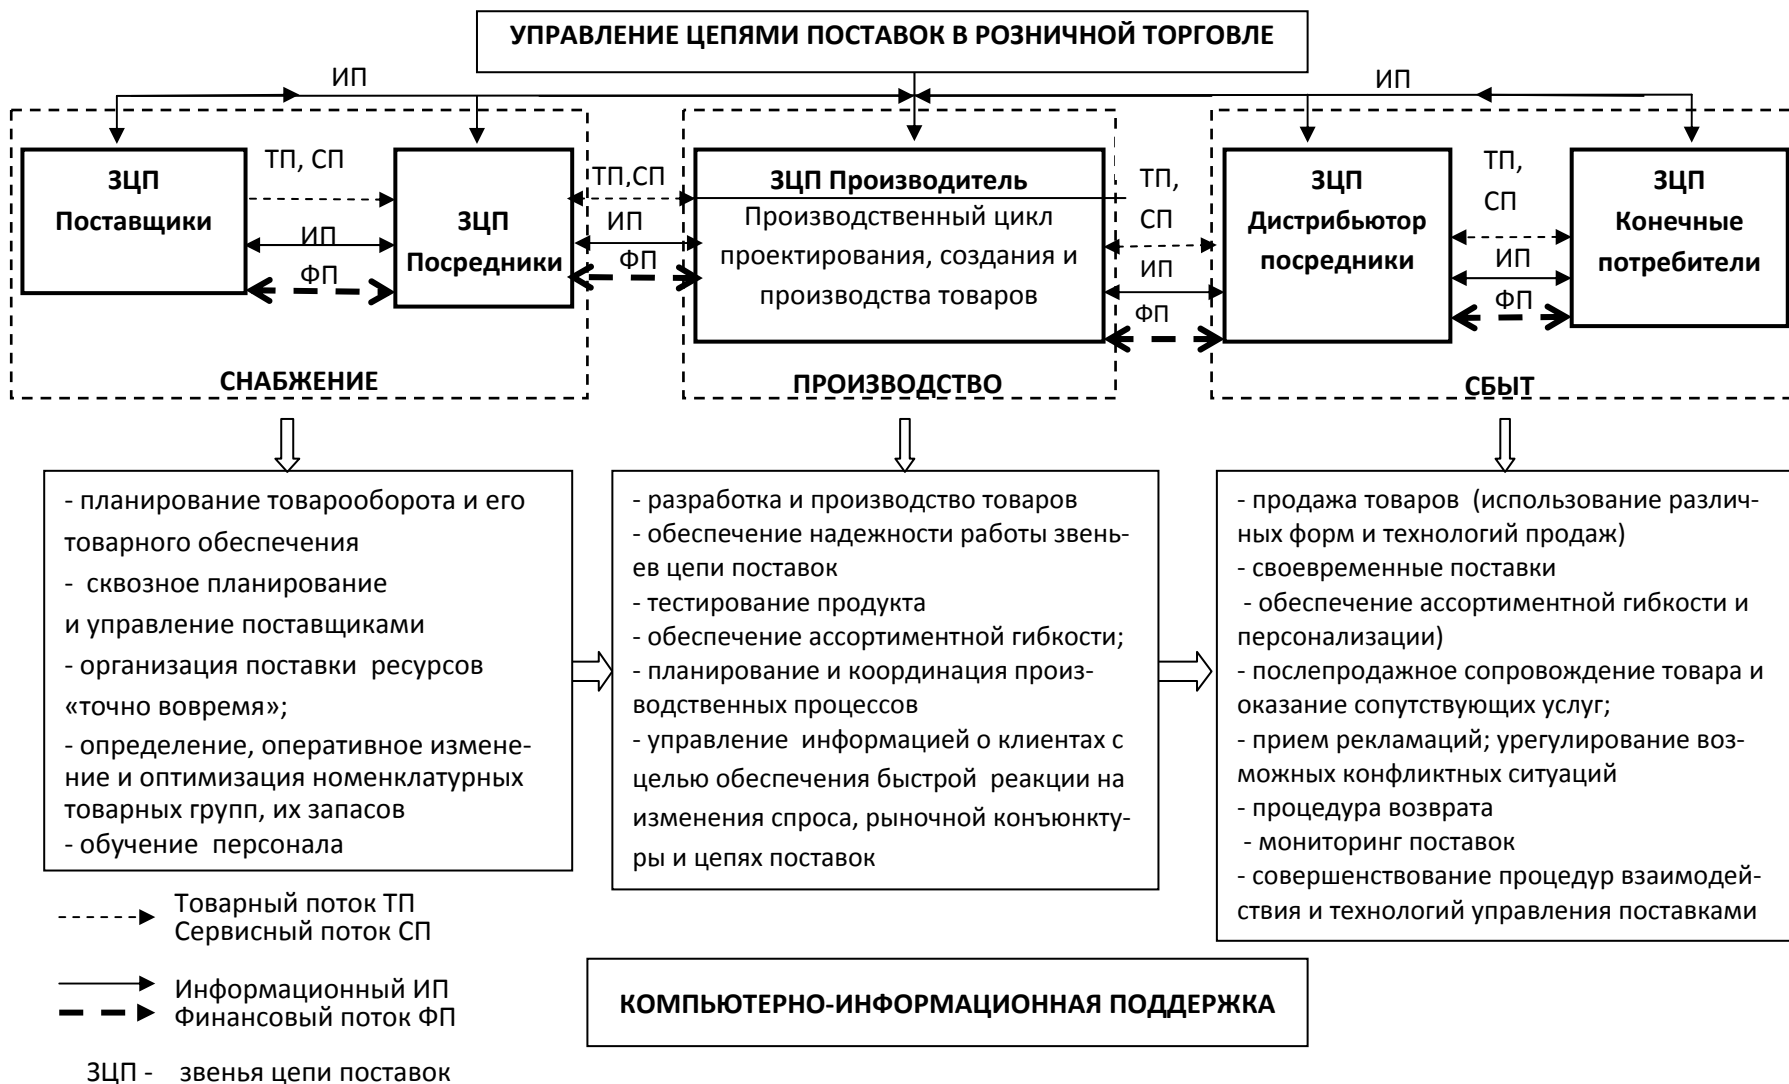 УПРАВЛЕНИЕ ЦЕПЯМИ ПОСТАВОК В РОЗНИЧНОЙ ТОРГОВЛЕ
ИП
ИП
ЗЦП
Поставщики
ТП, СП
ИП
ФП
ЗЦП
Посредники
ТП,СП
ИП
ФП
ЗЦП Производитель
Производственный цикл
проектирования, создания и
производства товаров
ТП,
СП
ИП
ФП
ЗЦП
Дистрибьютор
посредники
ТП,
СП
ИП
ФП
ЗЦП
Конечные
потребители
СНАБЖЕНИЕ
ПРОИЗВОДСТВО
СБЫТ
- планирование товарооборота и его
товарного обеспечения
- сквозное планирование
и управление поставщиками
- организация поставки ресурсов
«точно вовремя»;
- определение, оперативное измене-
ние и оптимизация номенклатурных
товарных групп, их запасов
- обучение персонала
- разработка и производство товаров
- обеспечение надежности работы звень-
ев цепи поставок
- тестирование продукта
- обеспечение ассортиментной гибкости;
- планирование и координация произ-
водственных процессов
- управление информацией о клиентах с
целью обеспечения быстрой реакции на
изменения спроса, рыночной конъюнкту-
ры и цепях поставок
- продажа товаров (использование различ-
ных форм и технологий продаж)
- своевременные поставки
- обеспечение ассортиментной гибкости и
персонализации)
- послепродажное сопровождение товара и
оказание сопутствующих услуг;
- прием рекламаций; урегулирование воз-
можных конфликтных ситуаций
- процедура возврата
- мониторинг поставок
- совершенствование процедур взаимодей-
ствия и технологий управления поставками
Товарный поток ТП
Сервисный поток СП
Информационный ИП
Финансовый поток ФП
ЗЦП - звенья цепи поставок
КОМПЬЮТЕРНО-ИНФОРМАЦИОННАЯ ПОДДЕРЖКА